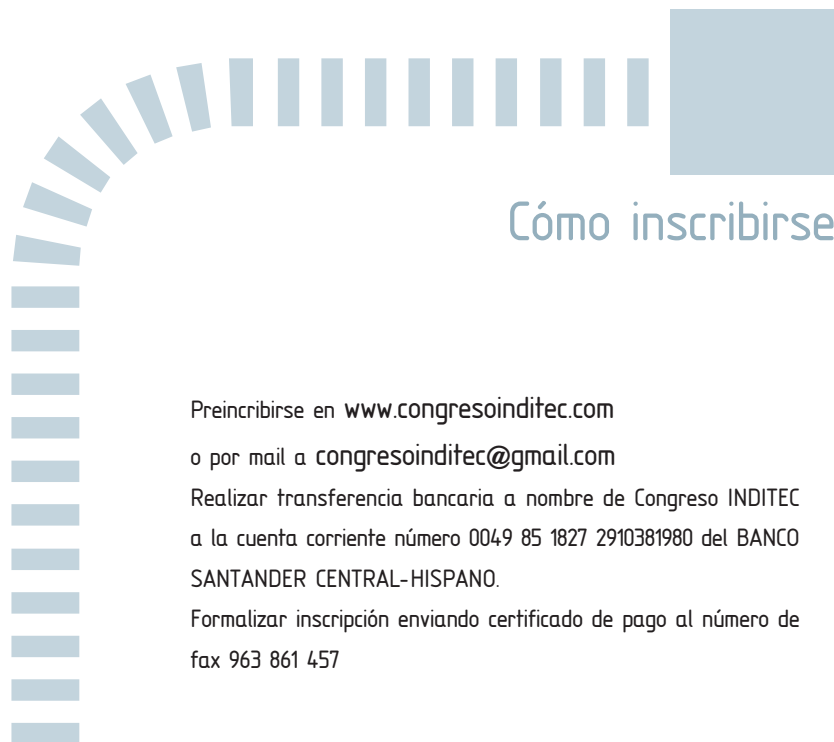 Cómo inscribirse
Preincribirse en www.congresoinditec.com
o por mail a congresoinditec@gmail.com
Realizar transferencia bancaria a nombre de Congreso INDITEC
a la cuenta corriente número 0049 85 1827 2910381980 del BANCO
SANTANDER CENTRAL-HISPANO.
Formalizar inscripción enviando certificado de pago al número de
fax 963 861 457